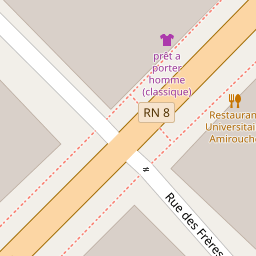 prêt a
porter
homme
(classique)
RN 8
Restauran
Universitai
Amirouche
Rue des Frères